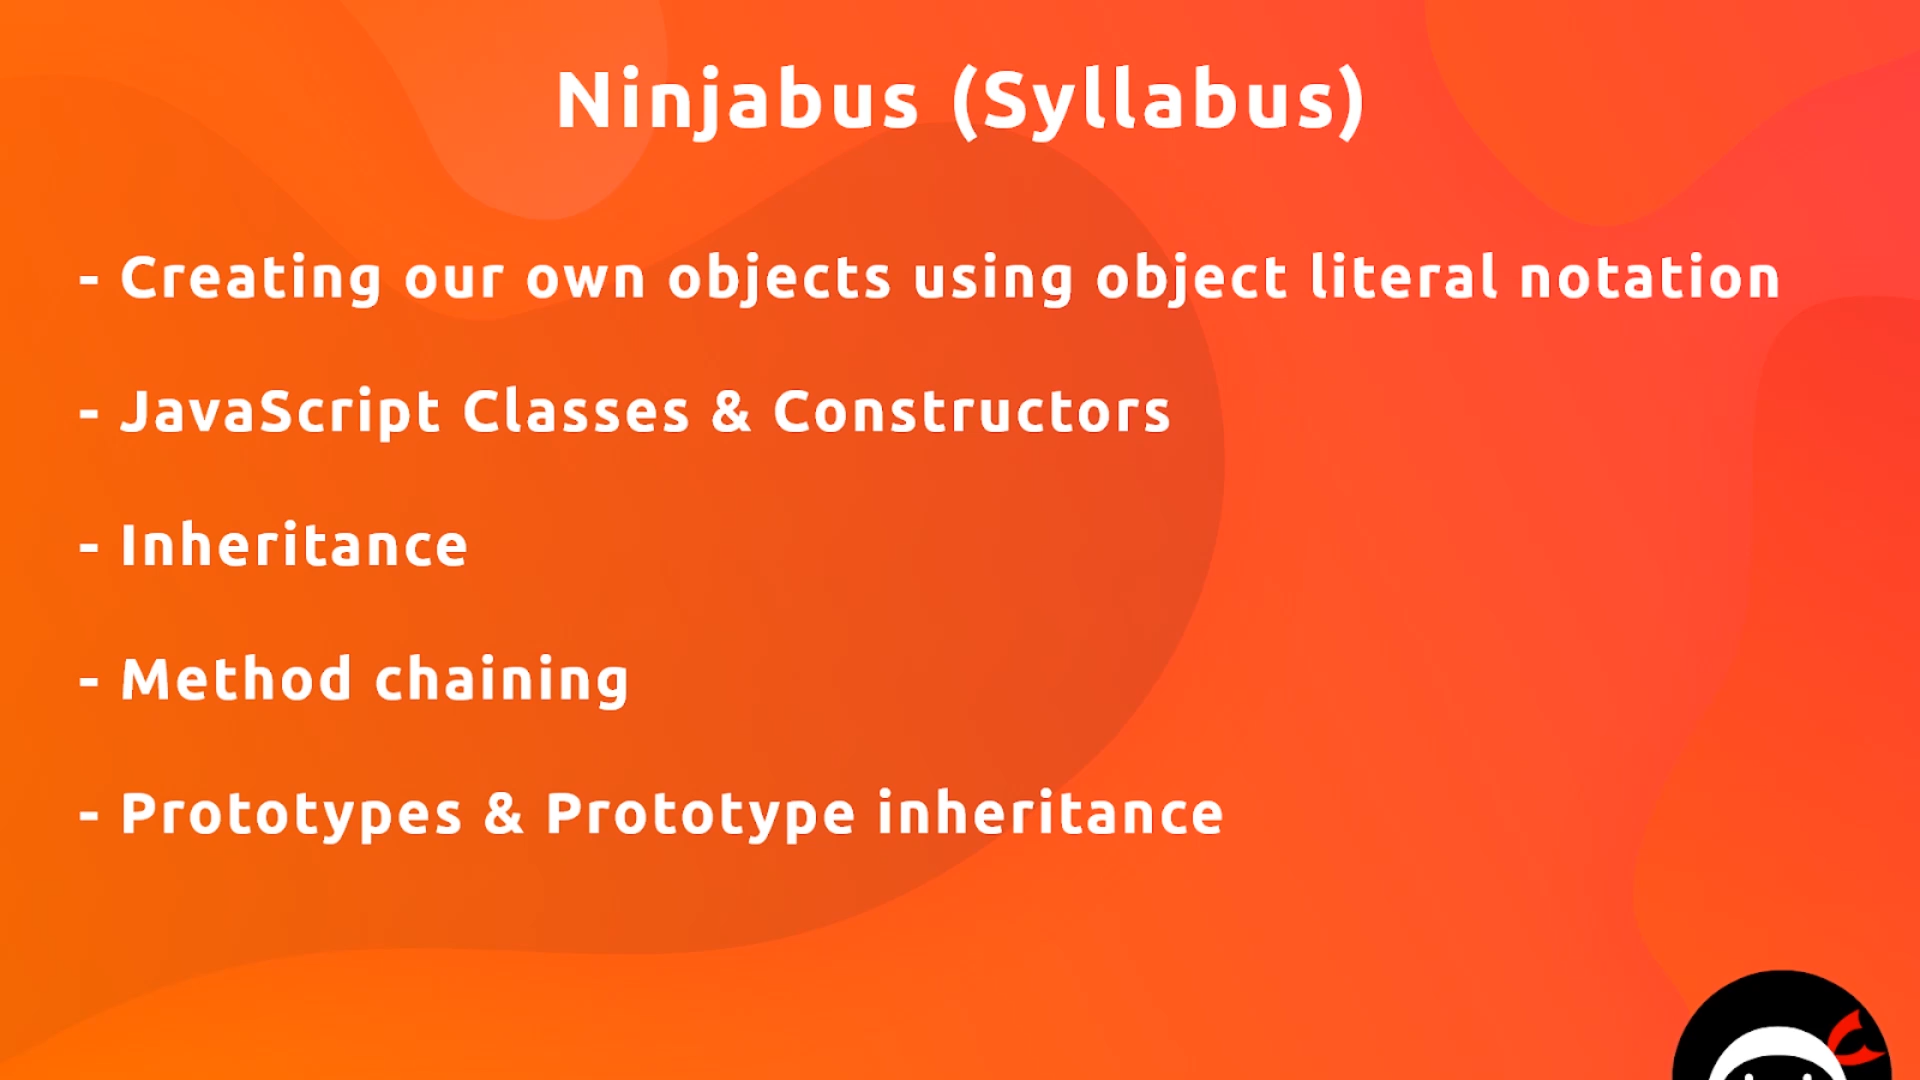 Ninjabus (Syllabus)
- Creating our own objects using object literal notation
- JavaScript Classes & Constructors
- Inheritance
- Method chaining
- Prototypes & Prototype inheritance